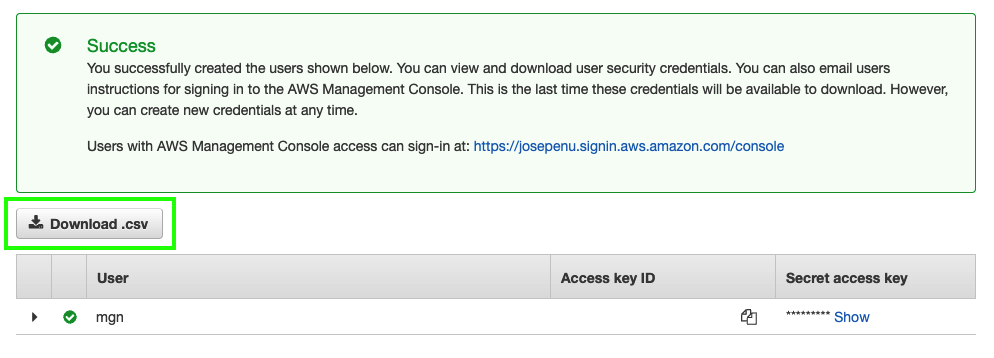 Success
You successfully created the users shown below. You can view and download user security credentials. You can also email users
instructions for signing in to the AWS Management Console. This is the last time these credentials will be available to download. However,
you can create new credentials at any time.
Users with AWS Management Console access can sign-in at: https://josepenu.signin.aws.amazon.com/console
Download .csv
User Access key ID Secret access key
mgn ********* Show